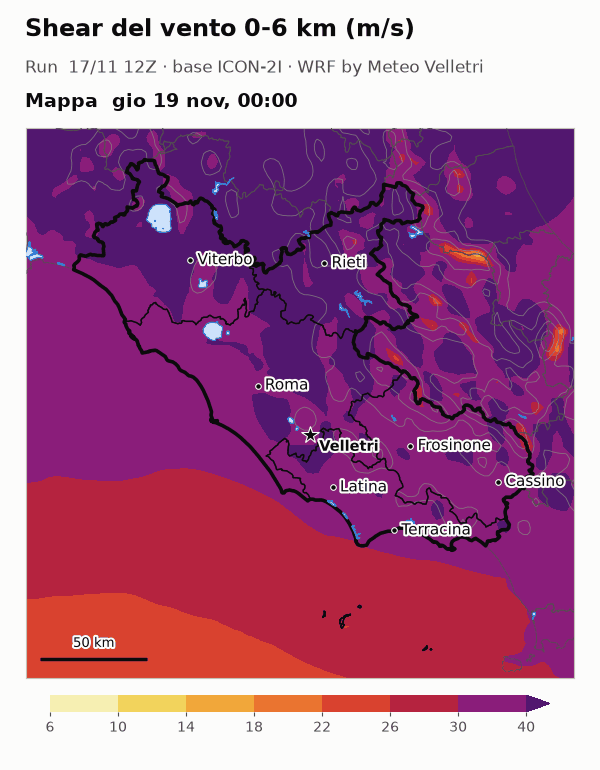 Shear del vento 0-6 km (m/s)
Run  17/11 12Z · base ICON-2I · WRF by Meteo Velletri
Mappa  gio 19 nov, 00:00
Viterbo
Rieti
Roma
Velletri
Frosinone
Cassino
Latina
Terracina
50 km
6 10 14 18 22 26 30 40